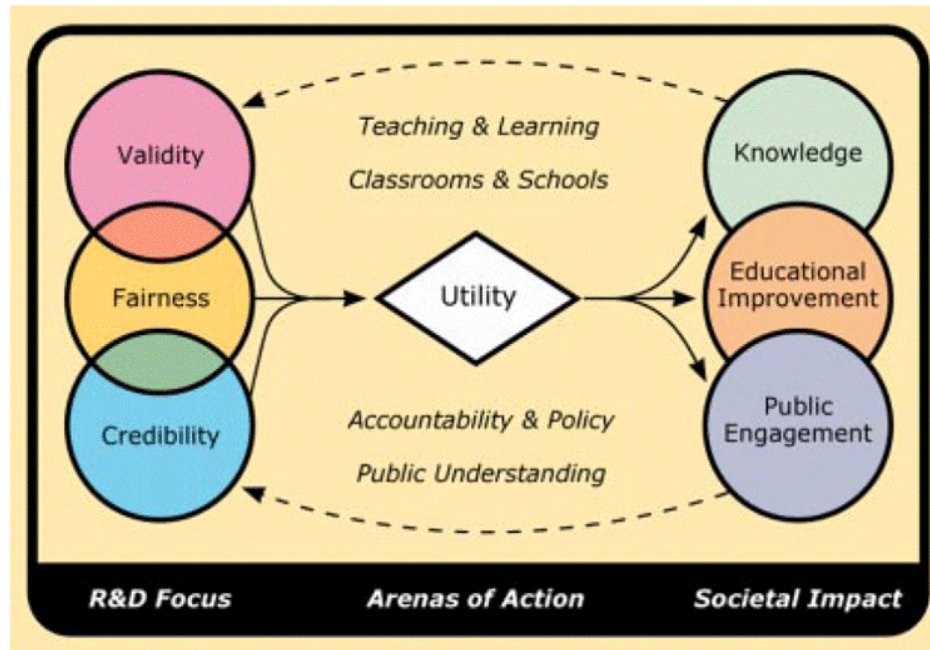 Validity
Fairness
Credibility
Teaching & Learning
Classrooms & Schools
Utility
Accountability & Policy
Public Understanding
Knowledge
Educational
Improvement
Public
Engagement
R&D Focus
Arenas of Action
Societal Impact